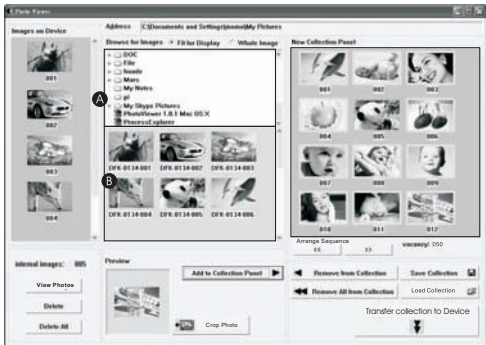 Photo Viewer
Images on Device
001
002
003
004
internal images: 005
View Photos
Delete
Delete All
Address C:\Documents and Settings\momo\My Pictures
Browse for Images Fit for Display Whole Image
A
DOC
File
huade
Mars
My Notes
pi
My Skype Pictures
PhotoViewer 1.0.1 Mac OS X
ProcessExplorer
B
DFK-0134-001 DFK-0134-002 DFK-0134-003
DFK-0134-004 DFK-0134-005 DFK-0134-006
Preview
Add to Collection Panel
Crop Photo
New Collection Panel
001 002 003
004 005 006
007 008 009
010 011 012
Arrange Sequence
<< >>
vacancy: 050
Remove from Collection Save Collection
Remove All from Collection Load Collection
Transfer collection to Device